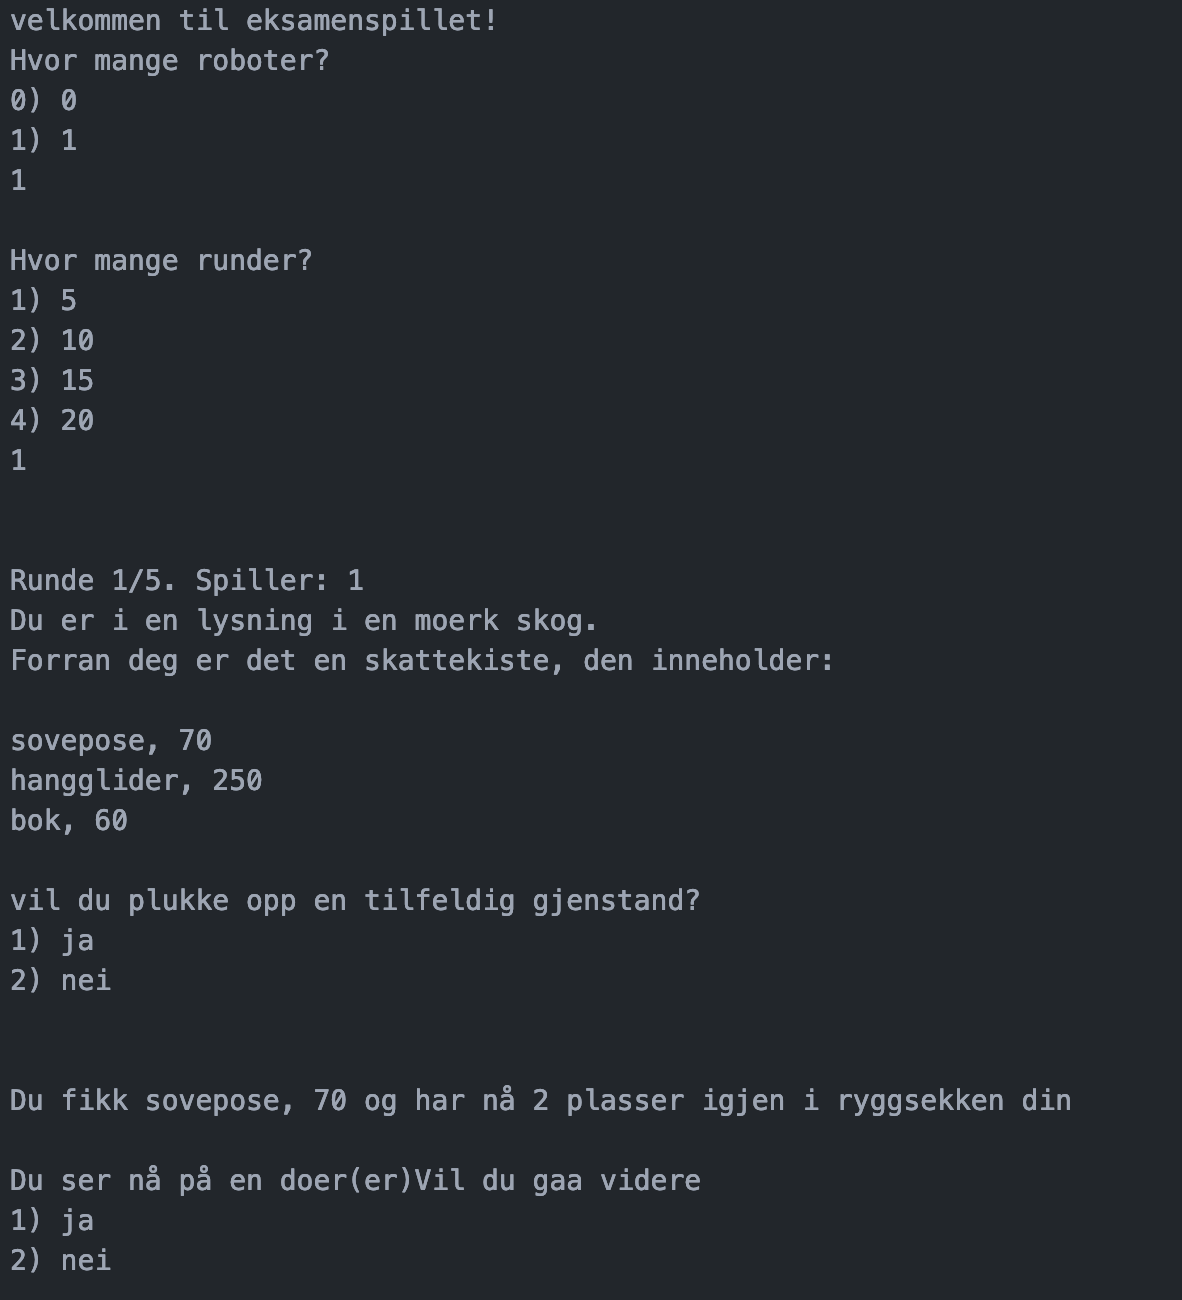 velkommen til eksamenspillet!
Hvor mange roboter?
0) 0
1) 1
1
Hvor mange runder?
1) 5
2) 10
3) 15
4) 20
1
Runde 1/5. Spiller: 1
Du er i en lysning i en moerk skog.
Forran deg er det en skattekiste, den inneholder:
sovepose, 70
hangglider, 250
bok, 60
vil du plukke opp en tilfeldig gjenstand?
1) ja
2) nei
Du fikk sovepose, 70 og har nå 2 plasser igjen i ryggsekken din
Du ser nå på en doer(er)Vil du gaa videre
1) ja
2) nei